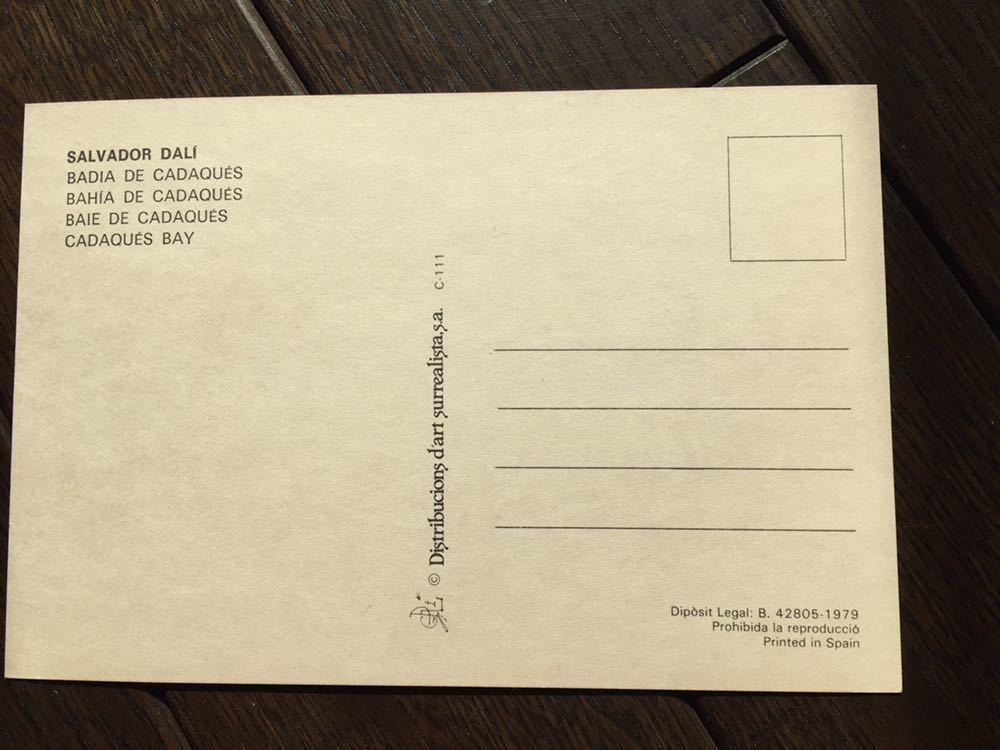 SALVADOR DALÍ
BADIA DE CADAQUÉS
BAHÍA DE CADAQUÉS
BAIE DE CADAQUÉS
CADAQUÉS BAY
© Distribucions d'art surrealista, s.a. C-111
Dipòsit Legal: B. 42805-1979
Prohibida la reproducció
Printed in Spain